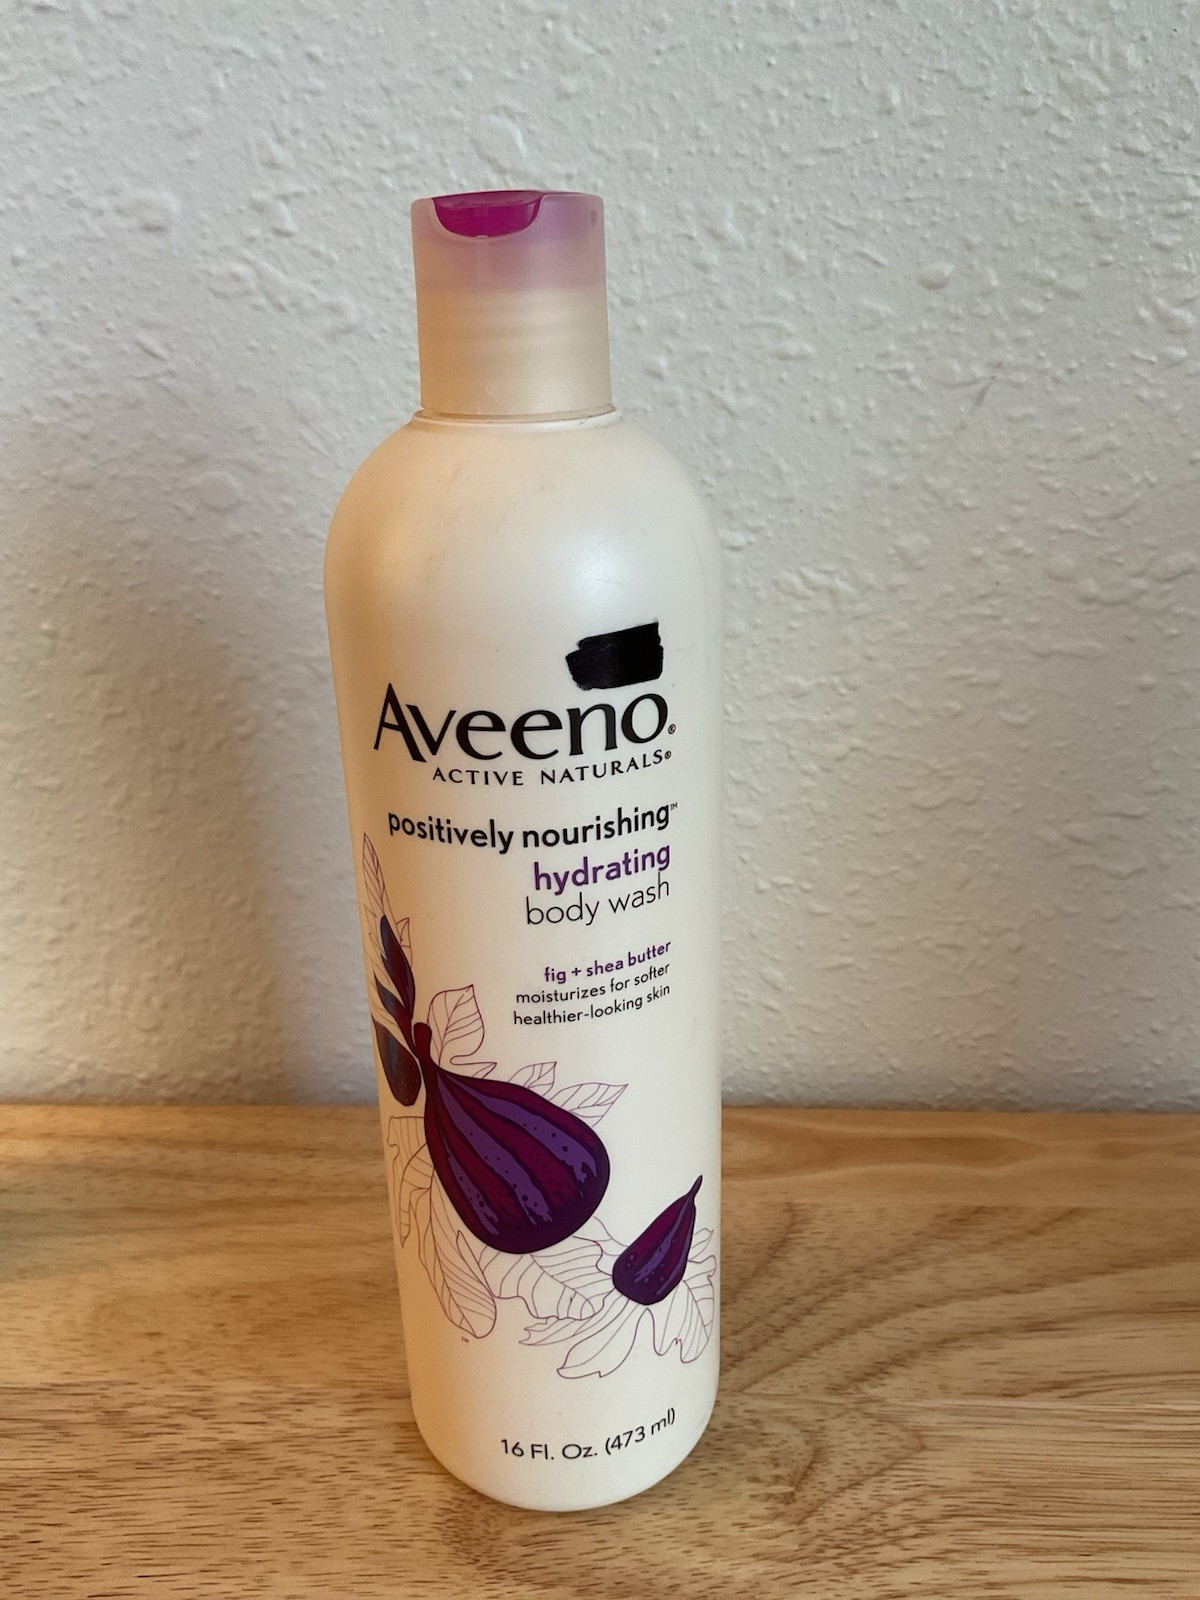 Aveeno®
ACTIVE NATURALS®
positively nourishing™
hydrating
body wash
fig + shea butter
moisturizes for softer
healthier-looking skin
™
16 Fl. Oz. (473 ml)